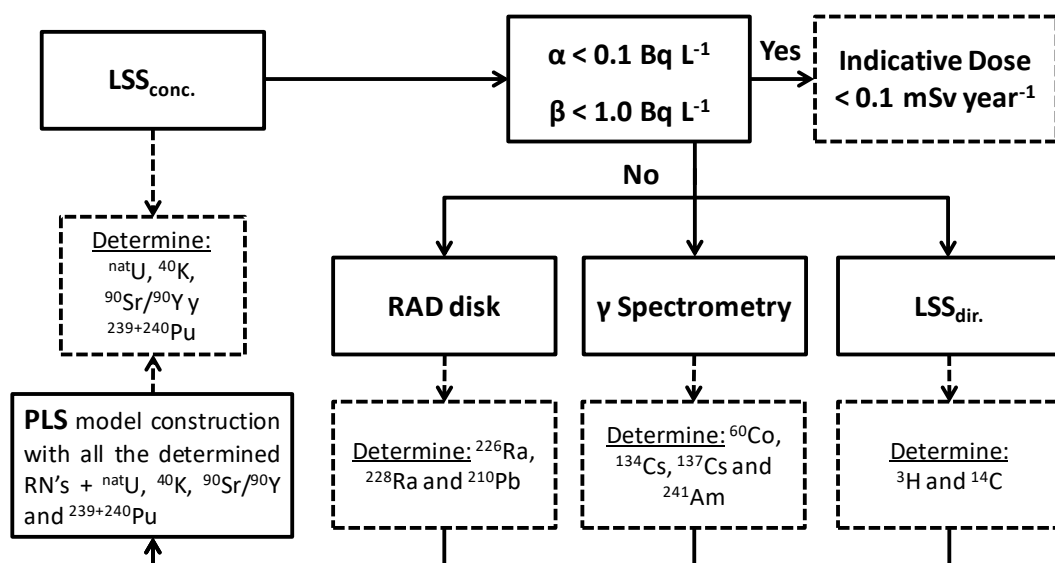 LSS_conc.
α < 0.1 Bq L⁻¹
β < 1.0 Bq L⁻¹
Yes
Indicative Dose
< 0.1 mSv year⁻¹
No
Determine:
ⁿᵃᵗU, ⁴⁰K,
⁹⁰Sr/⁹⁰Y y
²³⁹⁺²⁴⁰Pu
RAD disk
γ Spectrometry
LSS_dir.
PLS model construction
with all the determined
RN's + ⁿᵃᵗU, ⁴⁰K, ⁹⁰Sr/⁹⁰Y
and ²³⁹⁺²⁴⁰Pu
Determine: ²²⁶Ra,
²²⁸Ra and ²¹⁰Pb
Determine: ⁶⁰Co,
¹³⁴Cs, ¹³⁷Cs and
²⁴¹Am
Determine:
³H and ¹⁴C